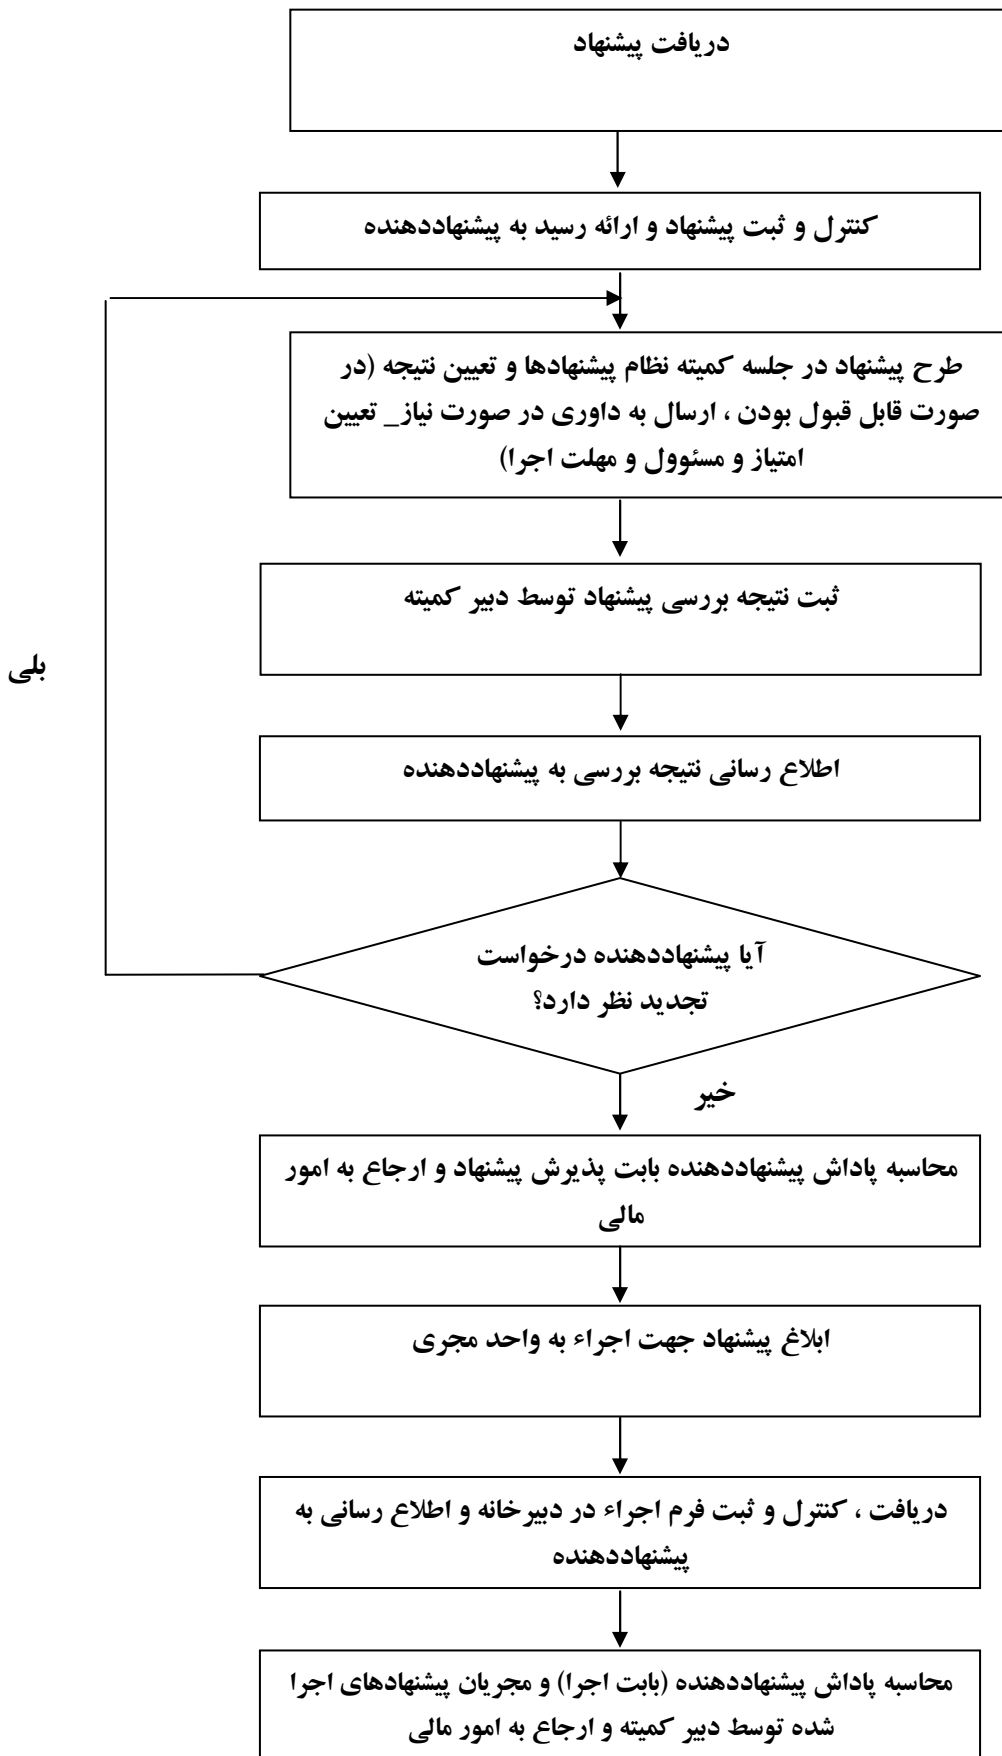 دریافت پیشنهاد
کنترل و ثبت پیشنهاد و ارائه رسید به پیشنهاددهنده
طرح پیشنهاد در جلسه کمیته نظام پیشنهادها و تعیین نتیجه (در
صورت قابل قبول بودن ، ارسال به داوری در صورت نیاز_ تعیین
امتیاز و مسئوول و مهلت اجرا)
ثبت نتیجه بررسی پیشنهاد توسط دبیر کمیته
بلی
اطلاع رسانی نتیجه بررسی به پیشنهاددهنده
آیا پیشنهاددهنده درخواست
تجدید نظر دارد؟
خیر
محاسبه پاداش پیشنهاددهنده بابت پذیرش پیشنهاد و ارجاع به امور
مالی
ابلاغ پیشنهاد جهت اجراء به واحد مجری
دریافت ، کنترل و ثبت فرم اجراء در دبیرخانه و اطلاع رسانی به
پیشنهاددهنده
محاسبه پاداش پیشنهاددهنده (بابت اجرا) و مجریان پیشنهادهای اجرا
شده توسط دبیر کمیته و ارجاع به امور مالی